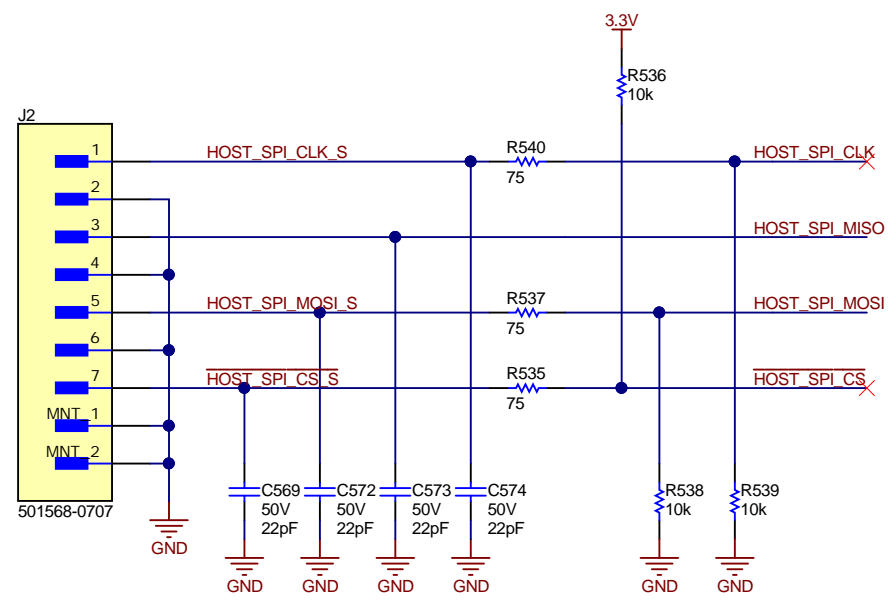 3.3V
R536
10k
J2
1
HOST_SPI_CLK_S
R540
75
HOST_SPI_CLK
2
3
HOST_SPI_MISO
4
5
HOST_SPI_MOSI_S
R537
75
HOST_SPI_MOSI
6
7
HOST_SPI_CS_S
R535
75
HOST_SPI_CS
MNT_1
MNT_2
501568-0707
GND
C569
50V
22pF
GND
C572
50V
22pF
GND
C573
50V
22pF
GND
C574
50V
22pF
GND
R538
10k
GND
R539
10k
GND